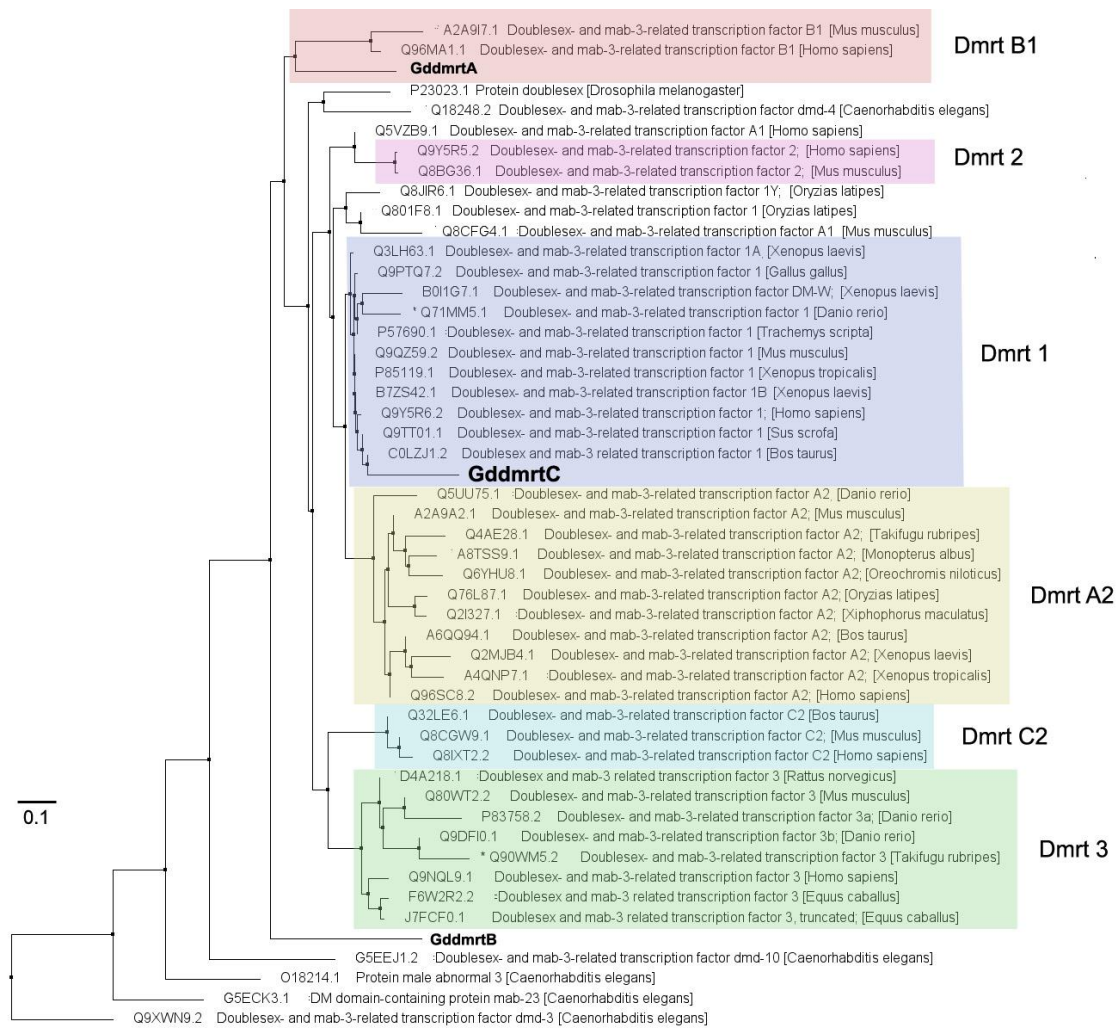 A2A9I7.1 Doublesex- and mab-3-related transcription factor B1 [Mus musculus]
Dmrt B1
Q96MA1.1 Doublesex- and mab-3-related transcription factor B1 [Homo sapiens]
GddmrtA
P23023.1 Protein doublesex [Drosophila melanogaster]
Q18248.2 Doublesex- and mab-3-related transcription factor dmd-4 [Caenorhabditis elegans]
Q5VZB9.1 Doublesex- and mab-3-related transcription factor A1 [Homo sapiens]
Q9Y5R5.2 Doublesex- and mab-3-related transcription factor 2; [Homo sapiens]
Dmrt 2
Q8BG36.1 Doublesex- and mab-3-related transcription factor 2; [Mus musculus]
Q8JIR6.1 Doublesex- and mab-3-related transcription factor 1Y; [Oryzias latipes]
Q801F8.1 Doublesex- and mab-3-related transcription factor 1 [Oryzias latipes]
Q8CFG4.1 :Doublesex- and mab-3-related transcription factor A1 [Mus musculus]
Q3LH63.1 Doublesex- and mab-3-related transcription factor 1A [Xenopus laevis]
Q9PTQ7.2 Doublesex- and mab-3-related transcription factor 1 [Gallus gallus]
B0I1G7.1 Doublesex- and mab-3-related transcription factor DM-W; [Xenopus laevis]
* Q71MM5.1 Doublesex- and mab-3-related transcription factor 1 [Danio rerio]
P57690.1 :Doublesex- and mab-3-related transcription factor 1 [Trachemys scripta]
Q9QZ59.2 Doublesex- and mab-3-related transcription factor 1 [Mus musculus]
Dmrt 1
P85119.1 Doublesex- and mab-3-related transcription factor 1 [Xenopus tropicalis]
B7ZS42.1 Doublesex- and mab-3-related transcription factor 1B [Xenopus laevis]
Q9Y5R6.2 Doublesex- and mab-3-related transcription factor 1; [Homo sapiens]
Q9TT01.1 Doublesex- and mab-3-related transcription factor 1 [Sus scrofa]
C0LZJ1.2 Doublesex and mab-3 related transcription factor 1 [Bos taurus]
GddmrtC
Q5UU75.1 :Doublesex- and mab-3-related transcription factor A2 [Danio rerio]
A2A9A2.1 Doublesex- and mab-3-related transcription factor A2; [Mus musculus]
Q4AE28.1 Doublesex- and mab-3-related transcription factor A2; [Takifugu rubripes]
A8TSS9.1 Doublesex- and mab-3-related transcription factor A2; [Monopterus albus]
Q6YHU8.1 Doublesex- and mab-3-related transcription factor A2; [Oreochromis niloticus]
Q76L87.1 Doublesex- and mab-3-related transcription factor A2; [Oryzias latipes]
Dmrt A2
Q2I327.1 :Doublesex- and mab-3-related transcription factor A2; [Xiphophorus maculatus]
A6QQ94.1 Doublesex- and mab-3-related transcription factor A2; [Bos taurus]
Q2MJB4.1 Doublesex- and mab-3-related transcription factor A2; [Xenopus laevis]
A4QNP7.1 :Doublesex- and mab-3-related transcription factor A2; [Xenopus tropicalis]
Q96SC8.2 Doublesex- and mab-3-related transcription factor A2; [Homo sapiens]
Q32LE6.1 Doublesex- and mab-3-related transcription factor C2 [Bos taurus]
Q8CGW9.1 :Doublesex- and mab-3-related transcription factor C2; [Mus musculus]
Dmrt C2
Q8IXT2.2 Doublesex- and mab-3-related transcription factor C2 [Homo sapiens]
D4A218.1 :Doublesex and mab-3 related transcription factor 3 [Rattus norvegicus]
Q80WT2.2 Doublesex- and mab-3-related transcription factor 3 [Mus musculus]
0.1
P83758.2 Doublesex- and mab-3-related transcription factor 3a; [Danio rerio]
Q9DFI0.1 Doublesex- and mab-3-related transcription factor 3b; [Danio rerio]
Dmrt 3
* Q90WM5.2 Doublesex- and mab-3-related transcription factor 3 [Takifugu rubripes]
Q9NQL9.1 Doublesex- and mab-3-related transcription factor 3 [Homo sapiens]
F6W2R2.2 :Doublesex and mab-3 related transcription factor 3 [Equus caballus]
J7FCF0.1 Doublesex and mab-3 related transcription factor 3, truncated; [Equus caballus]
GddmrtB
G5EEJ1.2 :Doublesex- and mab-3-related transcription factor dmd-10 [Caenorhabditis elegans]
O18214.1 Protein male abnormal 3 [Caenorhabditis elegans]
G5ECK3.1 :DM domain-containing protein mab-23 [Caenorhabditis elegans]
Q9XWN9.2 Doublesex- and mab-3-related transcription factor dmd-3 [Caenorhabditis elegans]